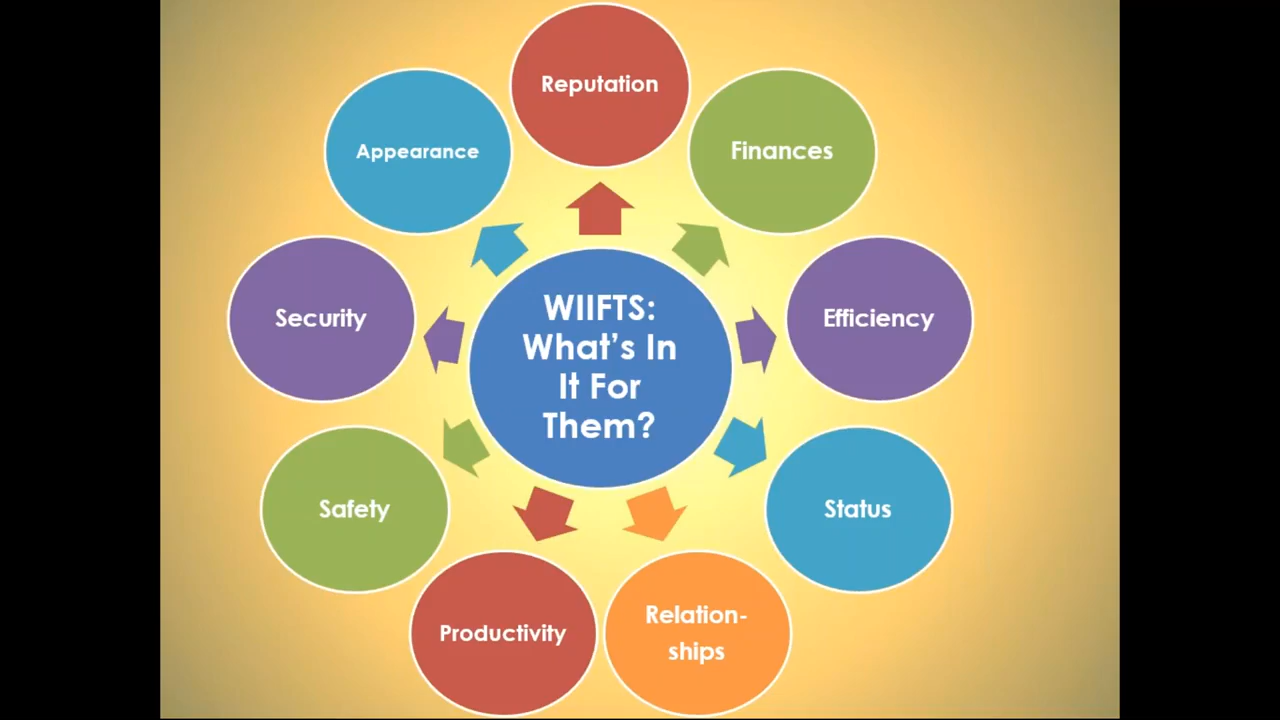 Reputation
Appearance
Finances
Security
Efficiency
WIIFTS:
What's In
It For
Them?
Safety
Status
Productivity
Relation-
ships